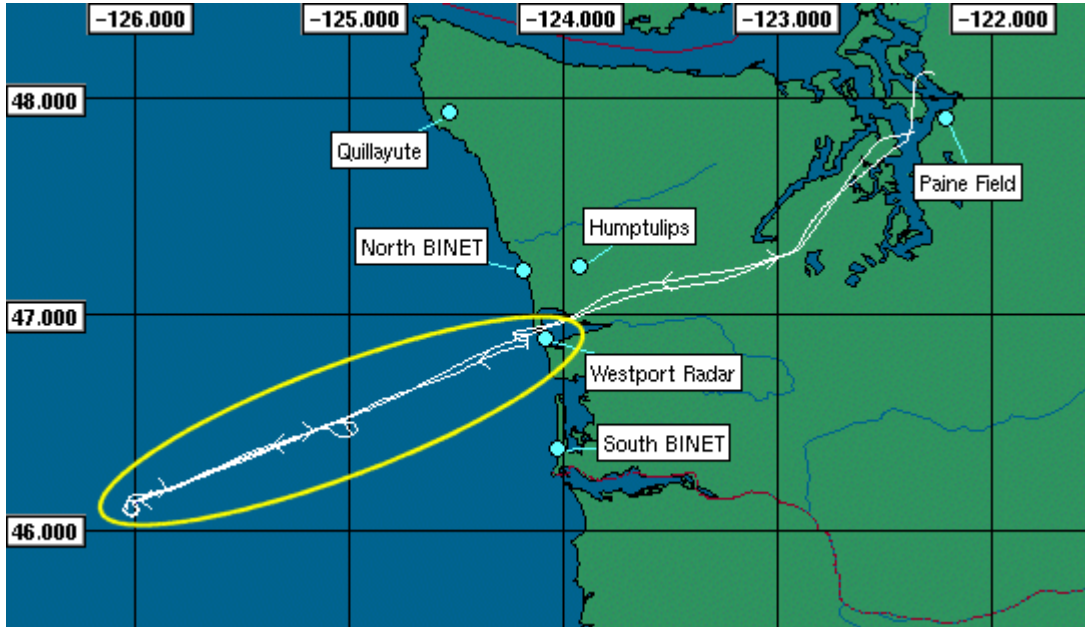 −126.000
−125.000
−124.000
−123.000
−122.000
48.000
Quillayute
Paine Field
Humptulips
North BINET
47.000
Westport Radar
South BINET
46.000